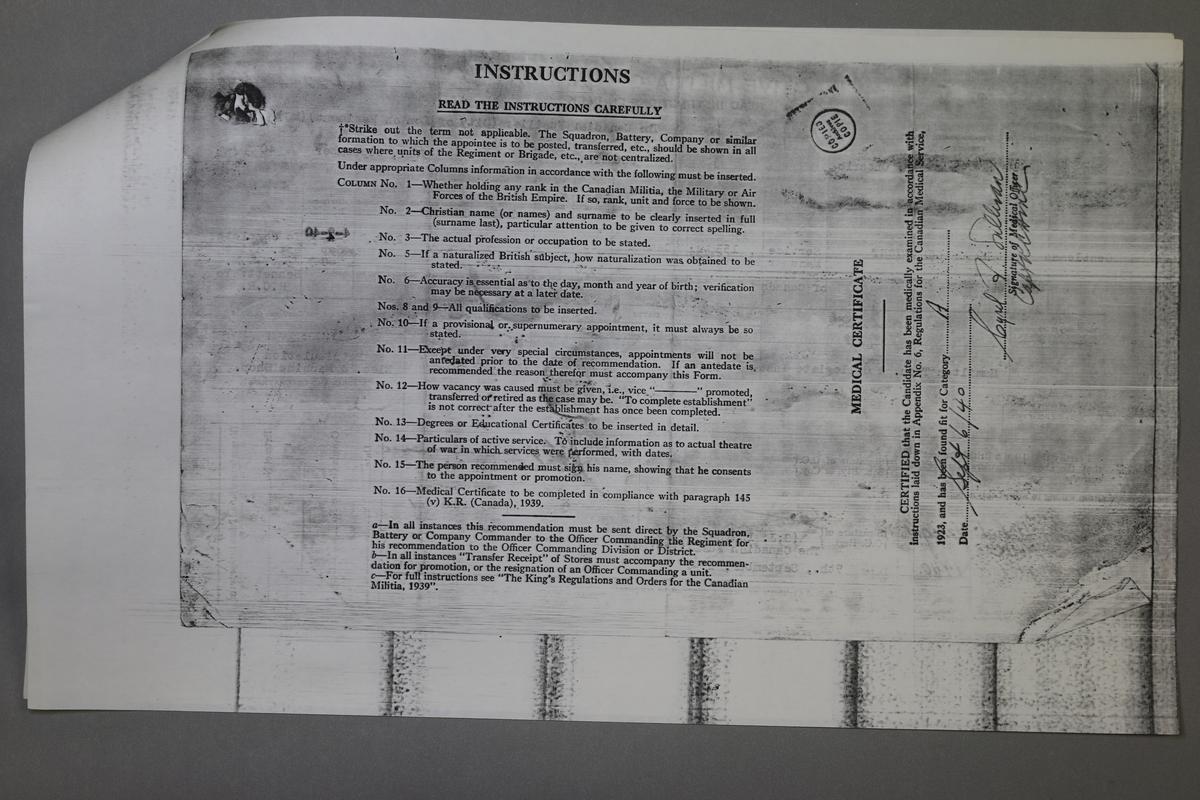 INSTRUCTIONS
READ THE INSTRUCTIONS CAREFULLY
†*Strike out the term not applicable. The Squadron, Battery, Company or similar
formation to which the appointee is to be posted, transferred, etc., should be shown in all
cases where units of the Regiment or Brigade, etc., are not centralized.
Under appropriate Columns information in accordance with the following must be inserted.
COLUMN No. 1—Whether holding any rank in the Canadian Militia, the Military or Air
Forces of the British Empire. If so, rank, unit and force to be shown.
No. 2—Christian name (or names) and surname to be clearly inserted in full
(surname last), particular attention to be given to correct spelling.
No. 3—The actual profession or occupation to be stated.
No. 5—If a naturalized British subject, how naturalization was obtained to be
stated.
No. 6—Accuracy is essential as to the day, month and year of birth; verification
may be necessary at a later date.
Nos. 8 and 9—All qualifications to be inserted.
No. 10—If a provisional or supernumerary appointment, it must always be so
stated.
No. 11—Except under very special circumstances, appointments will not be
antedated prior to the date of recommendation. If an antedate is
recommended the reason therefor must accompany this Form.
No. 12—How vacancy was caused must be given, i.e., vice "———" promoted,
transferred or retired as the case may be. "To complete establishment"
is not correct after the establishment has once been completed.
No. 13—Degrees or Educational Certificates to be inserted in detail.
No. 14—Particulars of active service. To include information as to actual theatre
of war in which services were performed, with dates.
No. 15—The person recommended must sign his name, showing that he consents
to the appointment or promotion.
No. 16—Medical Certificate to be completed in compliance with paragraph 145
(v) K.R. (Canada), 1939.
a—In all instances this recommendation must be sent direct by the Squadron,
Battery or Company Commander to the Officer Commanding the Regiment for
his recommendation to the Officer Commanding Division or District.
b—In all instances "Transfer Receipt" of Stores must accompany the recommen-
dation for promotion, or the resignation of an Officer Commanding a unit.
c—For full instructions see "The King's Regulations and Orders for the Canadian
Militia, 1939".
COPIED
COPIE
MEDICAL CERTIFICATE
CERTIFIED that the Candidate has been medically examined in accordance with
Instructions laid down in Appendix No. 6, Regulations for the Canadian Medical Service,
1923, and has been found fit for Category A
Date Sept 6/40
Signature of Medical Officer.